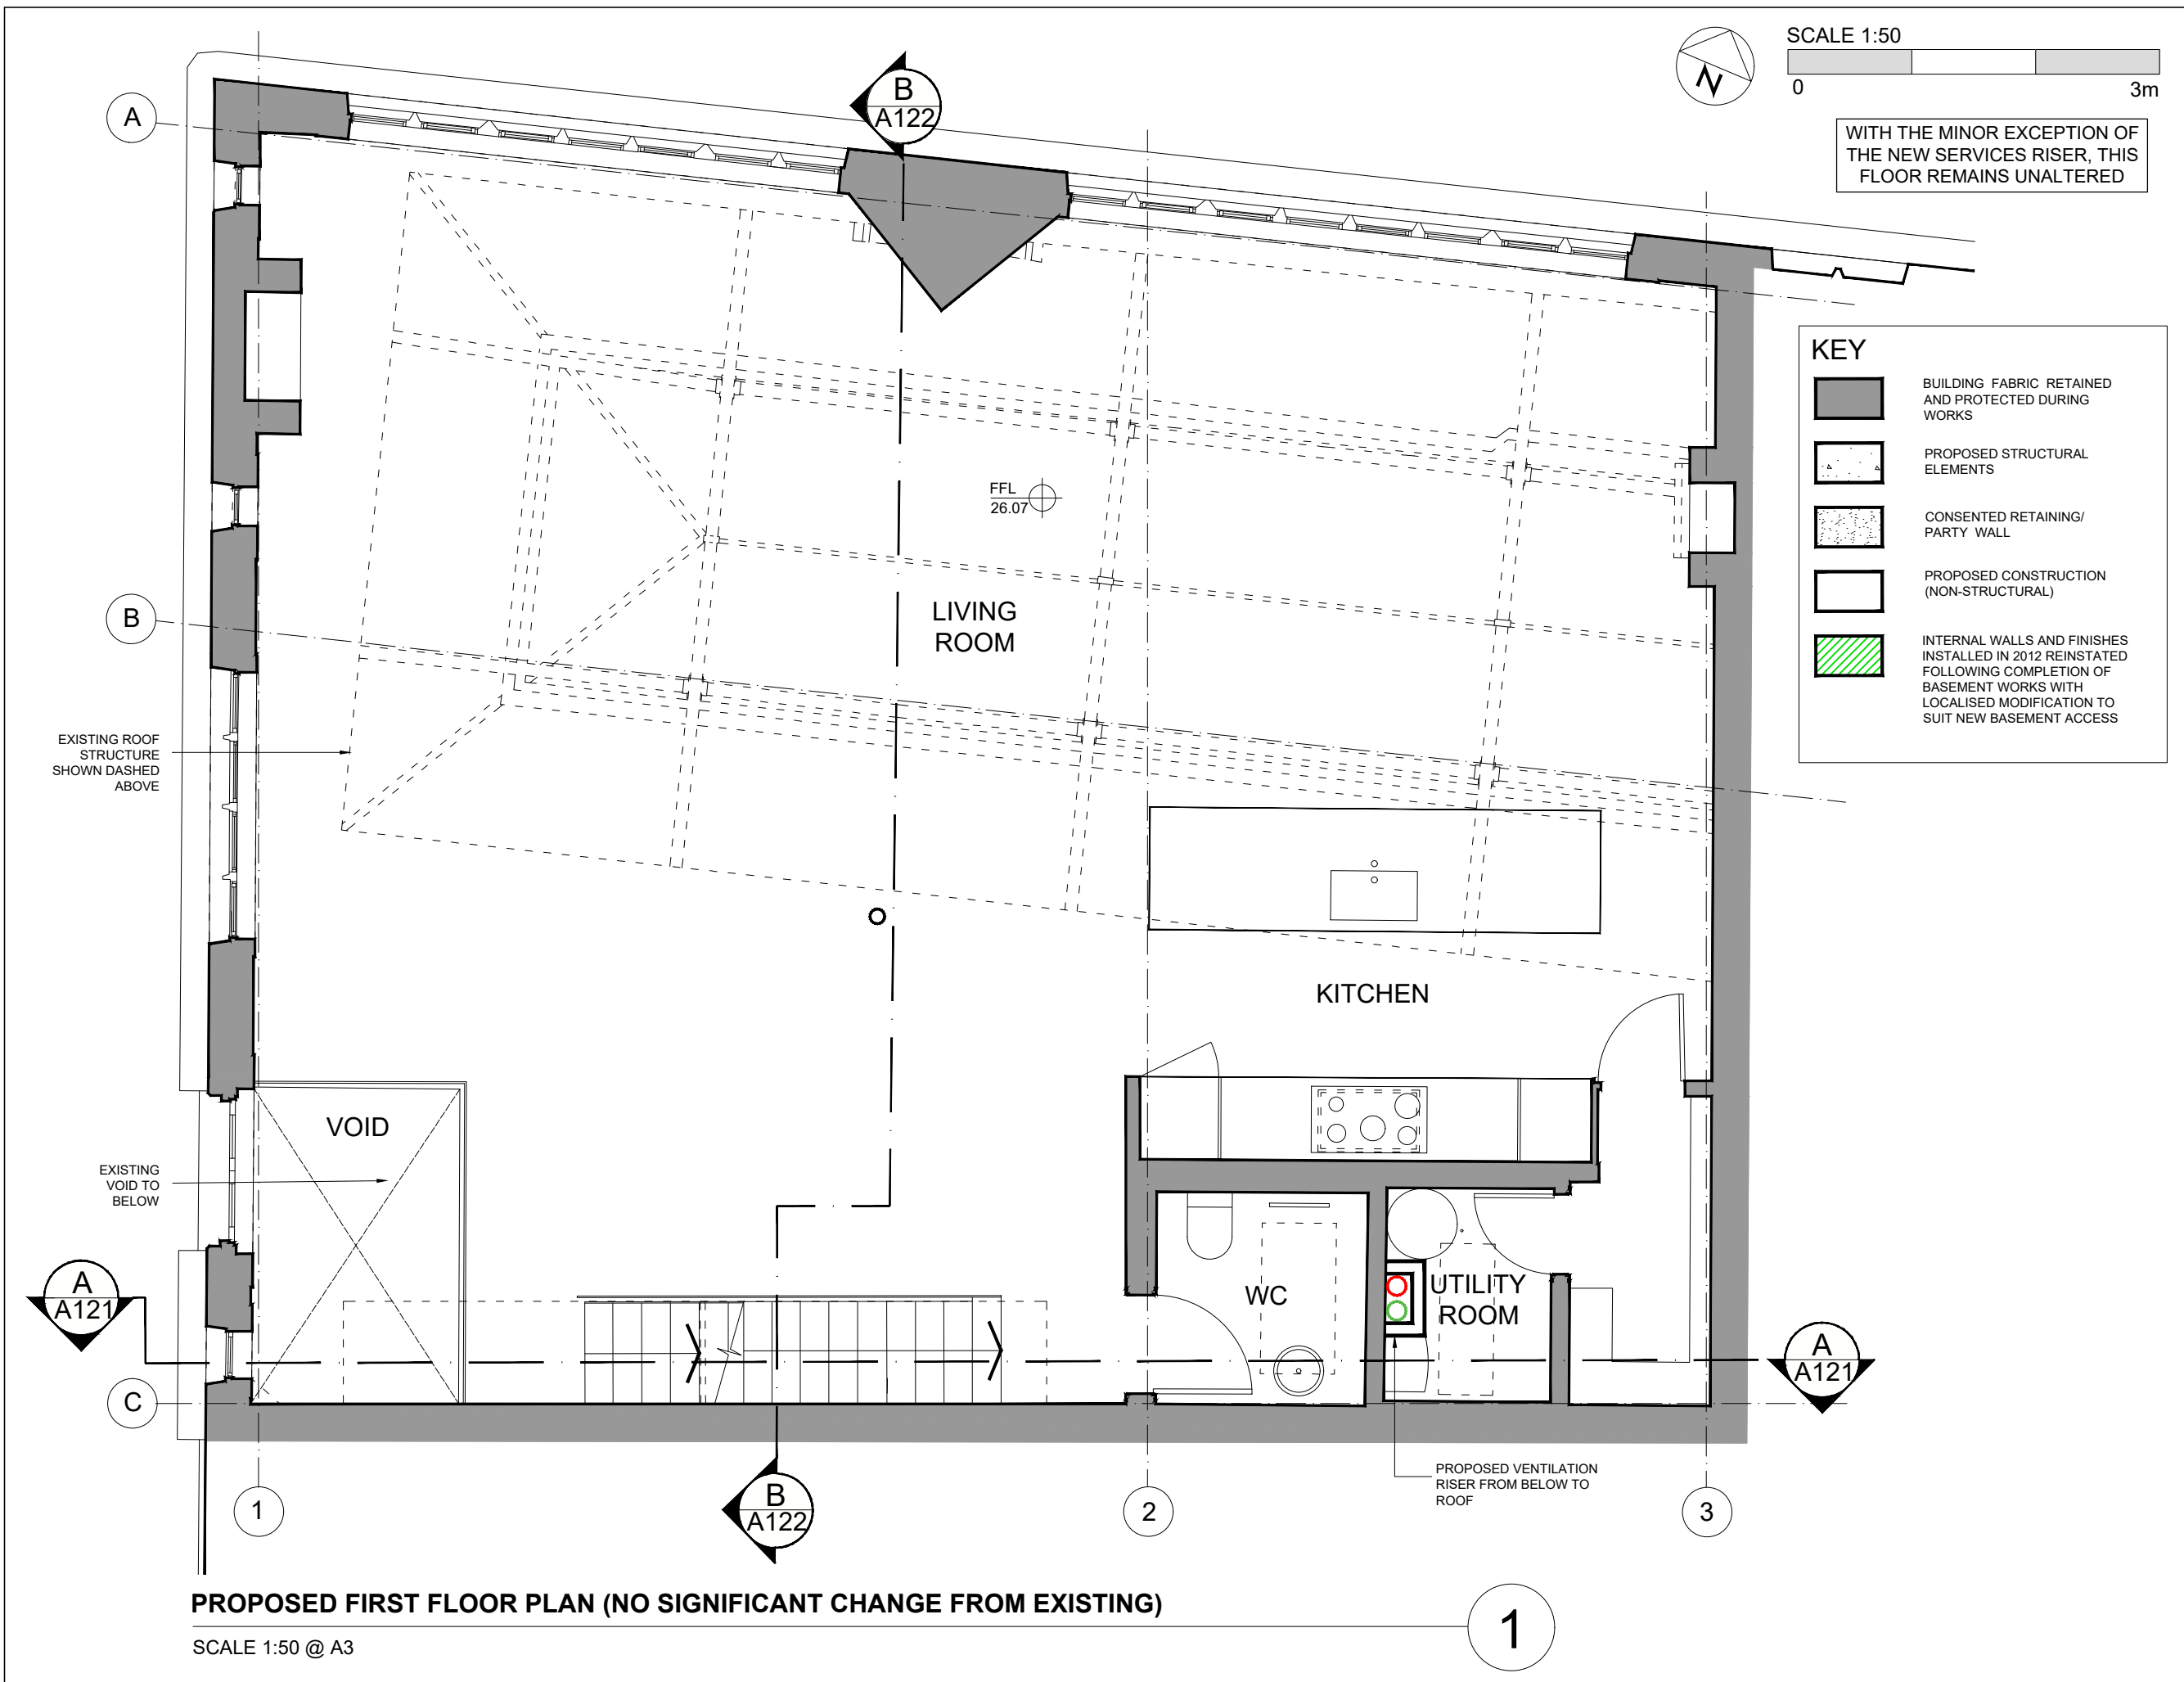 SCALE 1:50
0
3m
N
WITH THE MINOR EXCEPTION OF
THE NEW SERVICES RISER, THIS
FLOOR REMAINS UNALTERED
B
A122
A
KEY
BUILDING FABRIC RETAINED
AND PROTECTED DURING
WORKS
PROPOSED STRUCTURAL
ELEMENTS
CONSENTED RETAINING/
PARTY WALL
PROPOSED CONSTRUCTION
(NON-STRUCTURAL)
INTERNAL WALLS AND FINISHES
INSTALLED IN 2012 REINSTATED
FOLLOWING COMPLETION OF
BASEMENT WORKS WITH
LOCALISED MODIFICATION TO
SUIT NEW BASEMENT ACCESS
FFL
26.07
B
LIVING
ROOM
EXISTING ROOF
STRUCTURE
SHOWN DASHED
ABOVE
KITCHEN
VOID
EXISTING
VOID TO
BELOW
WC
UTILITY
ROOM
A
A121
A
A121
C
PROPOSED VENTILATION
RISER FROM BELOW TO
ROOF
1
B
A122
2
3
PROPOSED FIRST FLOOR PLAN (NO SIGNIFICANT CHANGE FROM EXISTING)
1
SCALE 1:50 @ A3